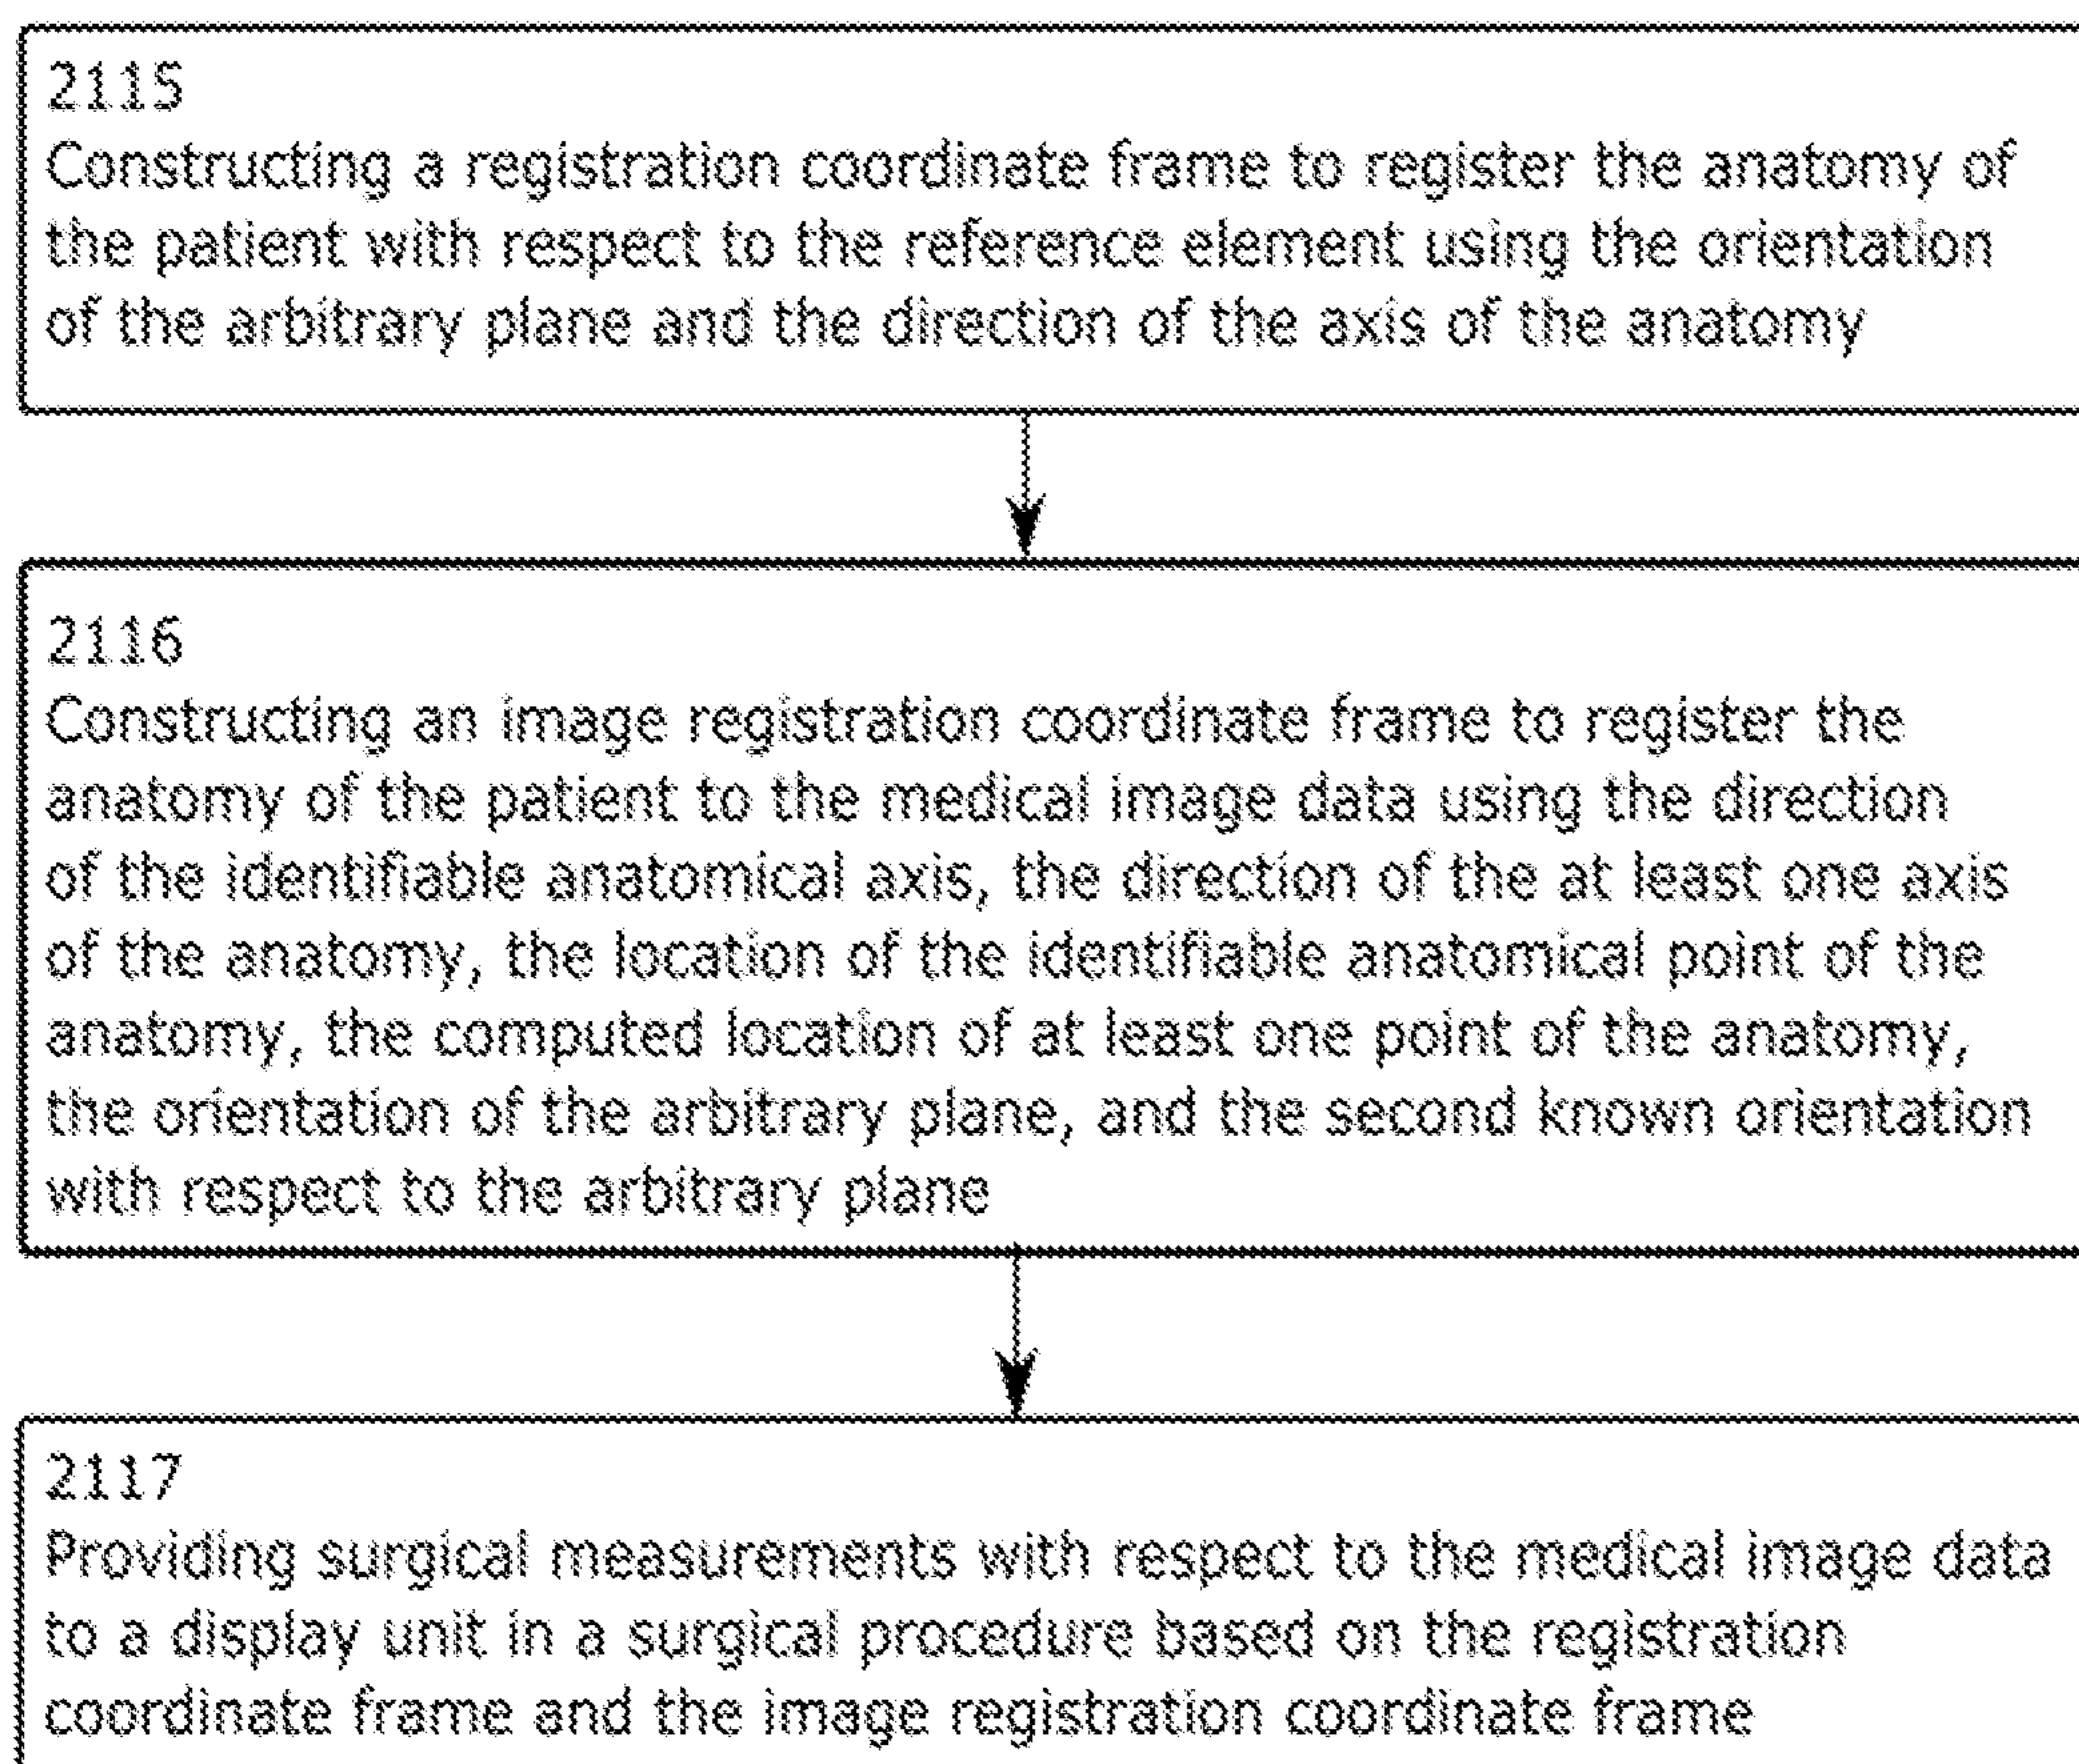 2115
Constructing a registration coordinate frame to register the anatomy of
the patient with respect to the reference element using the orientation
of the arbitrary plane and the direction of the axis of the anatomy
2116
Constructing an image registration coordinate frame to register the
anatomy of the patient to the medical image data using the direction
of the identifiable anatomical axis, the direction of the at least one axis
of the anatomy, the location of the identifiable anatomical point of the
anatomy, the computed location of at least one point of the anatomy,
the orientation of the arbitrary plane, and the second known orientation
with respect to the arbitrary plane
2117
Providing surgical measurements with respect to the medical image data
to a display unit in a surgical procedure based on the registration
coordinate frame and the image registration coordinate frame